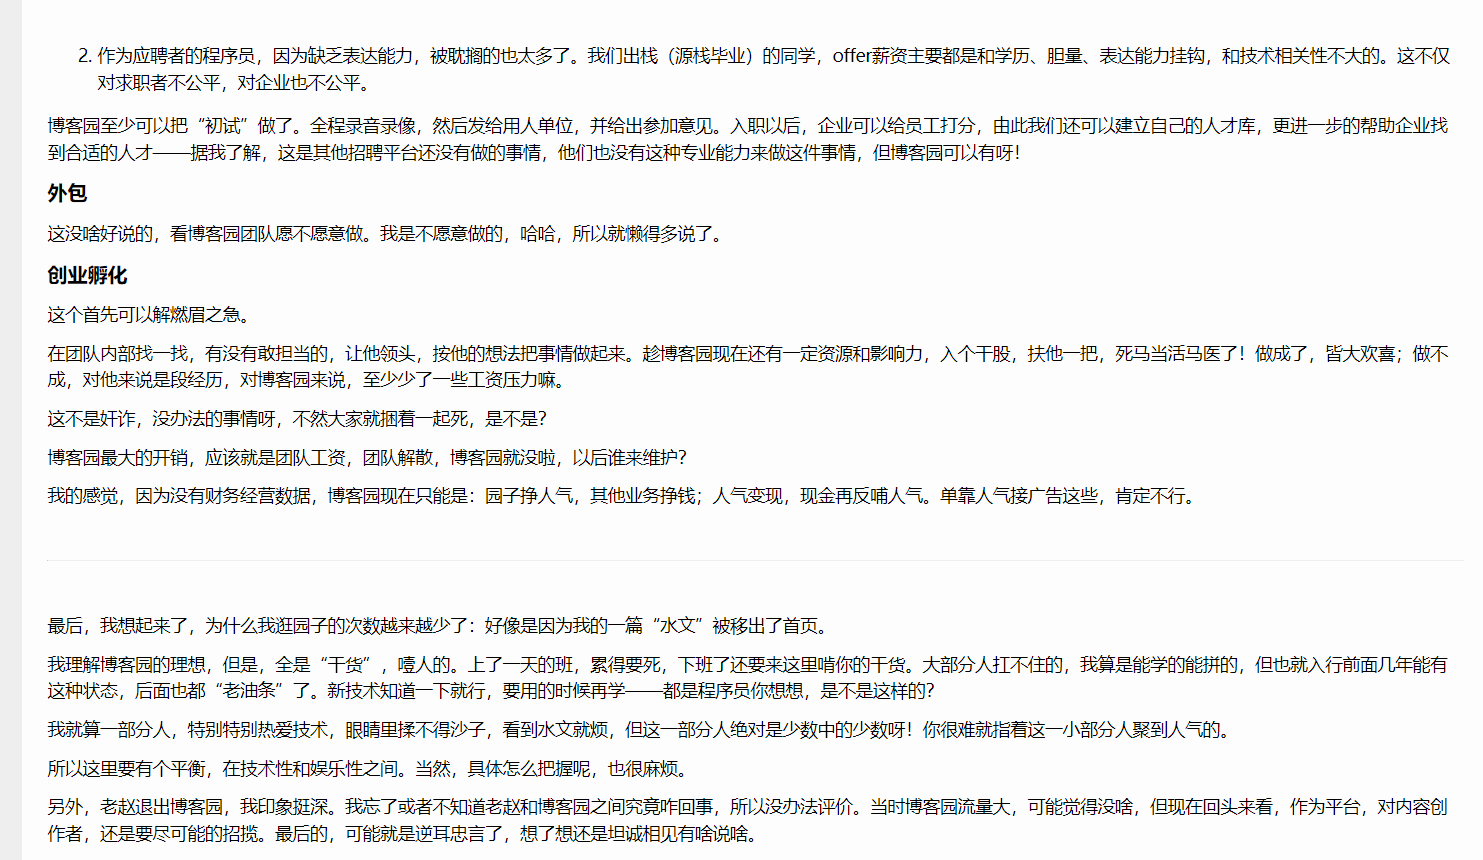 2. 作为应聘者的程序员，因为缺乏表达能力，被耽搁的也太多了。我们出栈（源栈毕业）的同学，offer薪资主要都是和学历、胆量、表达能力挂钩，和技术相关性不大的。这不仅
对求职者不公平，对企业也不公平。
博客园至少可以把“初试”做了。全程录音录像，然后发给用人单位，并给出参加意见。入职以后，企业可以给员工打分，由此我们还可以建立自己的人才库，更进一步的帮助企业找
到合适的人才——据我了解，这是其他招聘平台还没有做的事情，他们也没有这种专业能力来做这件事情，但博客园可以有呀！
外包
这没啥好说的，看博客园团队愿不愿意做。我是不愿意做的，哈哈，所以就懒得多说了。
创业孵化
这个首先可以解燃眉之急。
在团队内部找一找，有没有敢担当的，让他领头，按他的想法把事情做起来。趁博客园现在还有一定资源和影响力，入个干股，扶他一把，死马当活马医了！做成了，皆大欢喜；做不
成，对他来说是段经历，对博客园来说，至少少了一些工资压力嘛。
这不是奸诈，没办法的事情呀，不然大家就捆着一起死，是不是？
博客园最大的开销，应该就是团队工资，团队解散，博客园就没啦，以后谁来维护？
我的感觉，因为没有财务经营数据，博客园现在只能是：园子挣人气，其他业务挣钱；人气变现，现金再反哺人气。单靠人气接广告这些，肯定不行。
最后，我想起来了，为什么我逛园子的次数越来越少了：好像是因为我的一篇“水文”被移出了首页。
我理解博客园的理想，但是，全是“干货”，噎人的。上了一天的班，累得要死，下班了还要来这里啃你的干货。大部分人扛不住的，我算是能学的能拼的，但也就入行前面几年能有
这种状态，后面也都“老油条”了。新技术知道一下就行，要用的时候再学——都是程序员你想想，是不是这样的？
我就算一部分人，特别特别热爱技术，眼睛里揉不得沙子，看到水文就烦，但这一部分人绝对是少数中的少数呀！你很难就指着这一小部分人聚到人气的。
所以这里要有个平衡，在技术性和娱乐性之间。当然，具体怎么把握呢，也很麻烦。
另外，老赵退出博客园，我印象挺深。我忘了或者不知道老赵和博客园之间究竟咋回事，所以没办法评价。当时博客园流量大，可能觉得没啥，但现在回头来看，作为平台，对内容创
作者，还是要尽可能的招揽。最后的，可能就是逆耳忠言了，想了想还是坦诚相见有啥说啥。